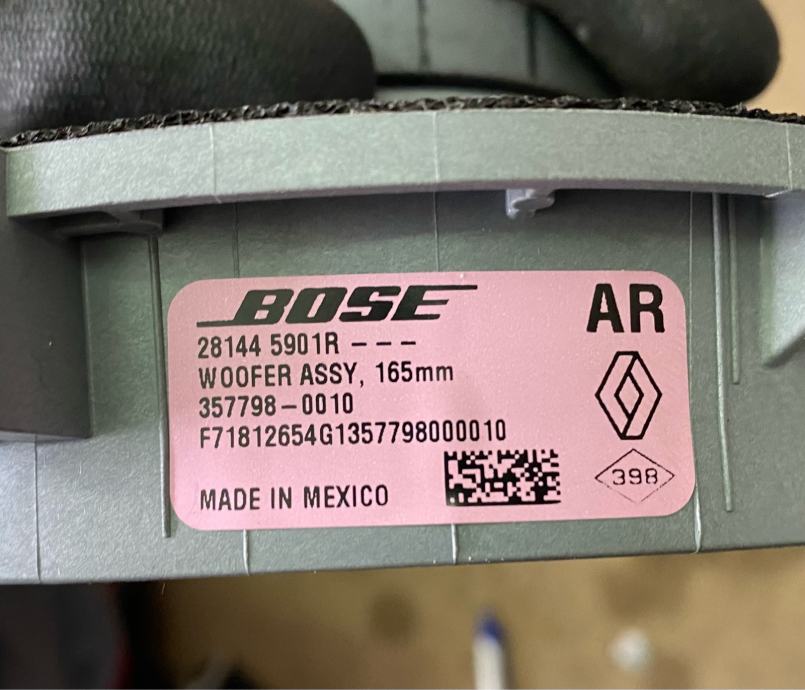 BOSE
AR
28144 5901R - - -
WOOFER ASSY, 165mm
357798-0010
F71812654G1357798000010
MADE IN MEXICO
398